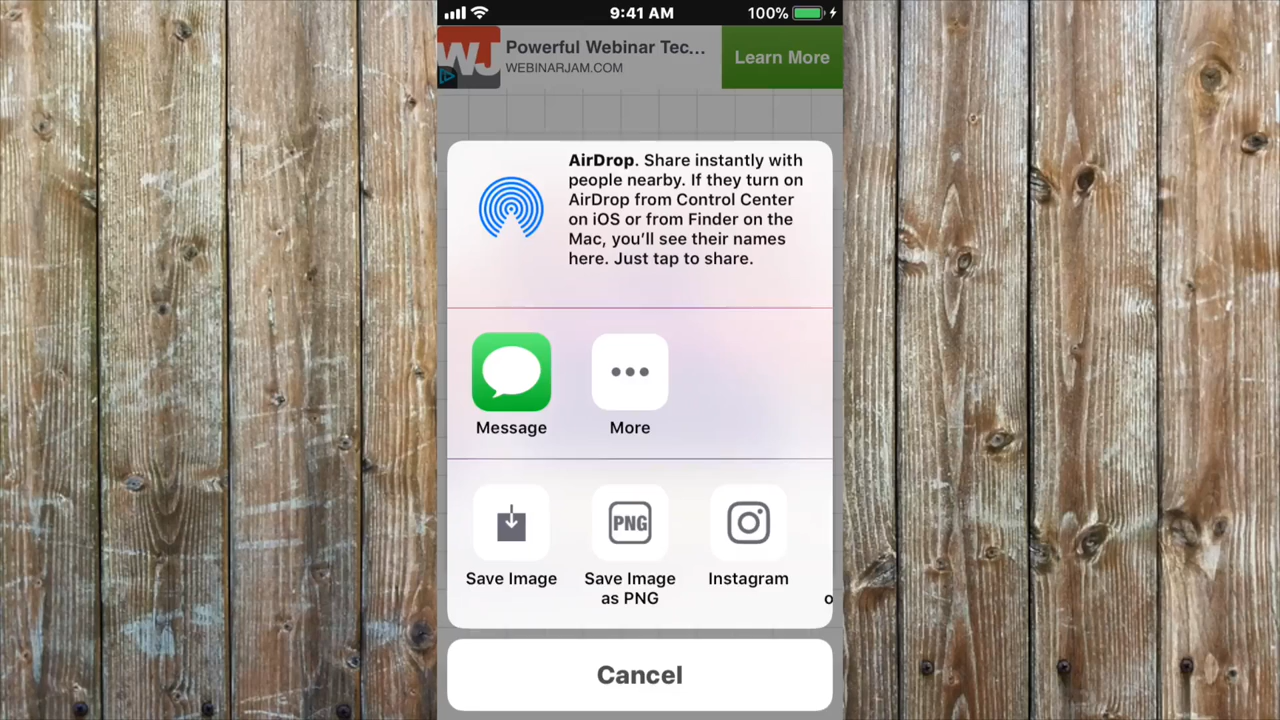 9:41 AM
100%
WJ
Powerful Webinar Tec...
WEBINARJAM.COM
Learn More
AirDrop. Share instantly with
people nearby. If they turn on
AirDrop from Control Center
on iOS or from Finder on the
Mac, you'll see their names
here. Just tap to share.
Message
More
PNG
Save Image
Save Image
as PNG
Instagram
o
Cancel